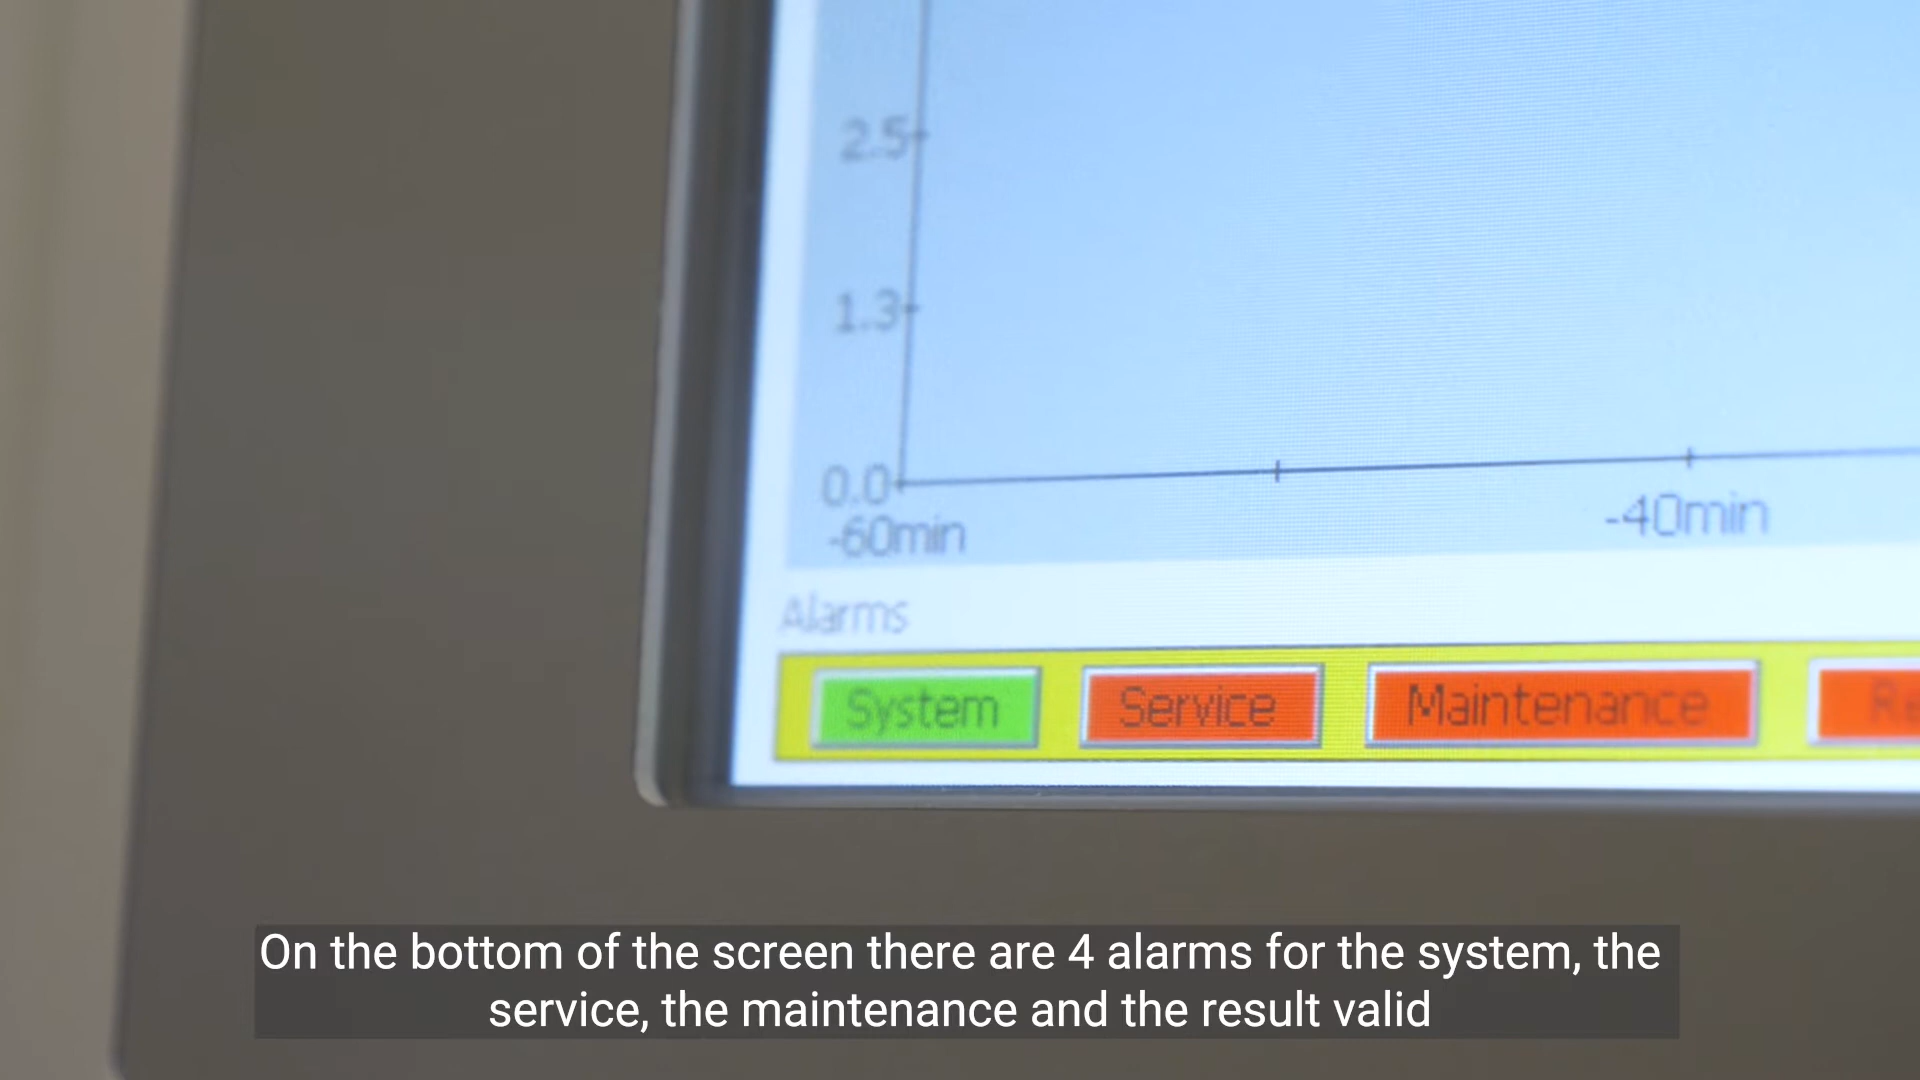 2.5
1.3
0.0
-60min
-40min
Alarms
System
Service
Maintenance
On the bottom of the screen there are 4 alarms for the system, the
service, the maintenance and the result valid